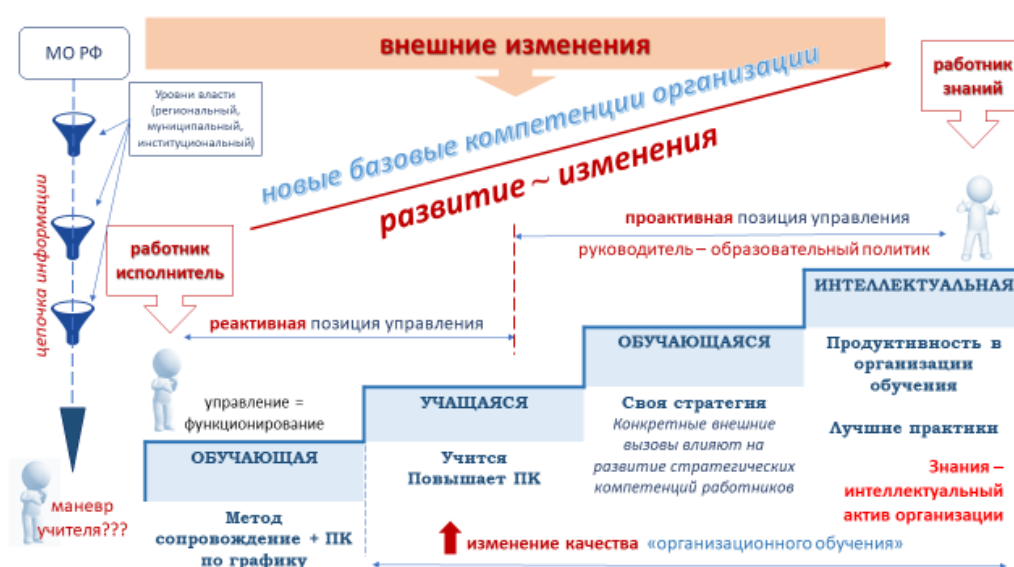 МО РФ
внешние изменения
работник
знаний
Уровни власти
(региональный,
муниципальный,
институциональный)
новые базовые компетенции организации
развитие ~ изменения
цепочка информации
работник
исполнитель
проактивная позиция управления
руководитель – образовательный политик
реактивная позиция управления
управление =
функционирование
маневр
учителя???
ОБУЧАЮЩАЯ
Метод
сопровождение + ПК
по графику
УЧАЩАЯСЯ
Учится
Повышает ПК
ОБУЧАЮЩАЯСЯ
Своя стратегия
Конкретные внешние
вызовы влияют на
развитие стратегических
компетенций работников
ИНТЕЛЛЕКТУАЛЬНАЯ
Продуктивность в
организации
обучения
Лучшие практики
Знания –
интеллектуальный
актив организации
изменение качества «организационного обучения»